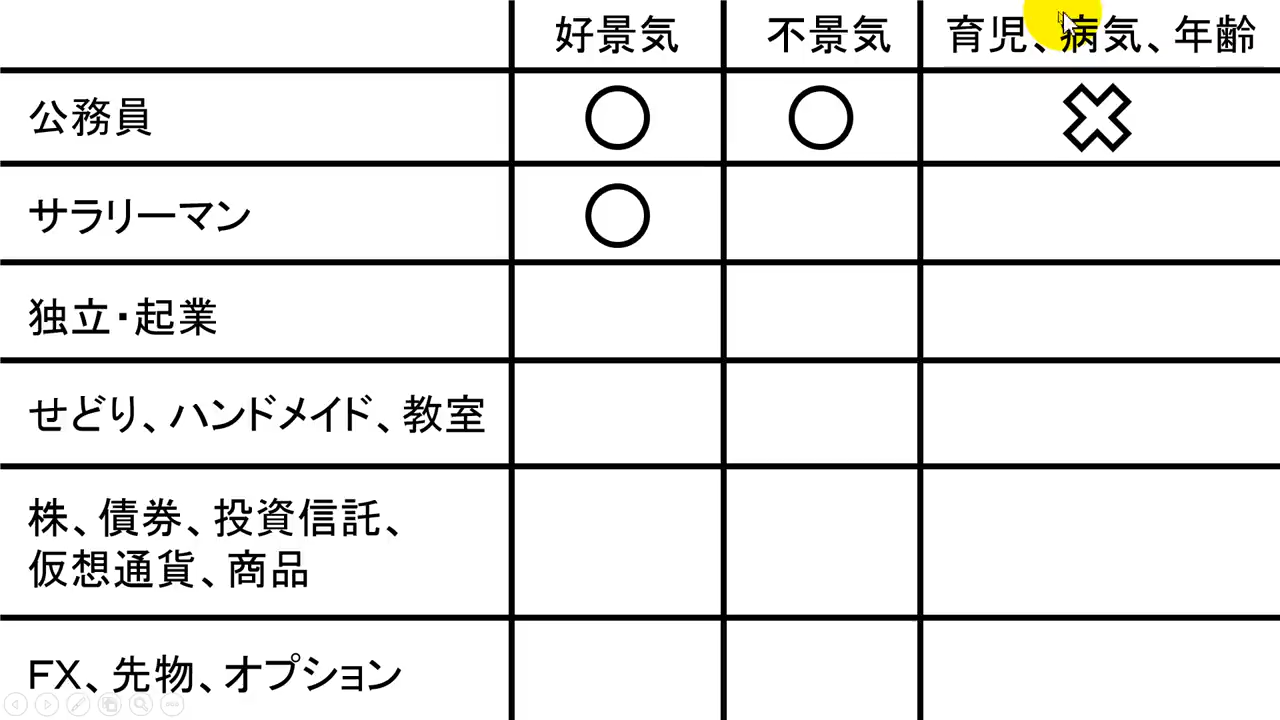 好景気 不景気 育児、病気、年齢
公務員 ○ ○ ✖
サラリーマン ○
独立・起業
せどり、ハンドメイド、教室
株、債券、投資信託、
仮想通貨、商品
FX、先物、オプション